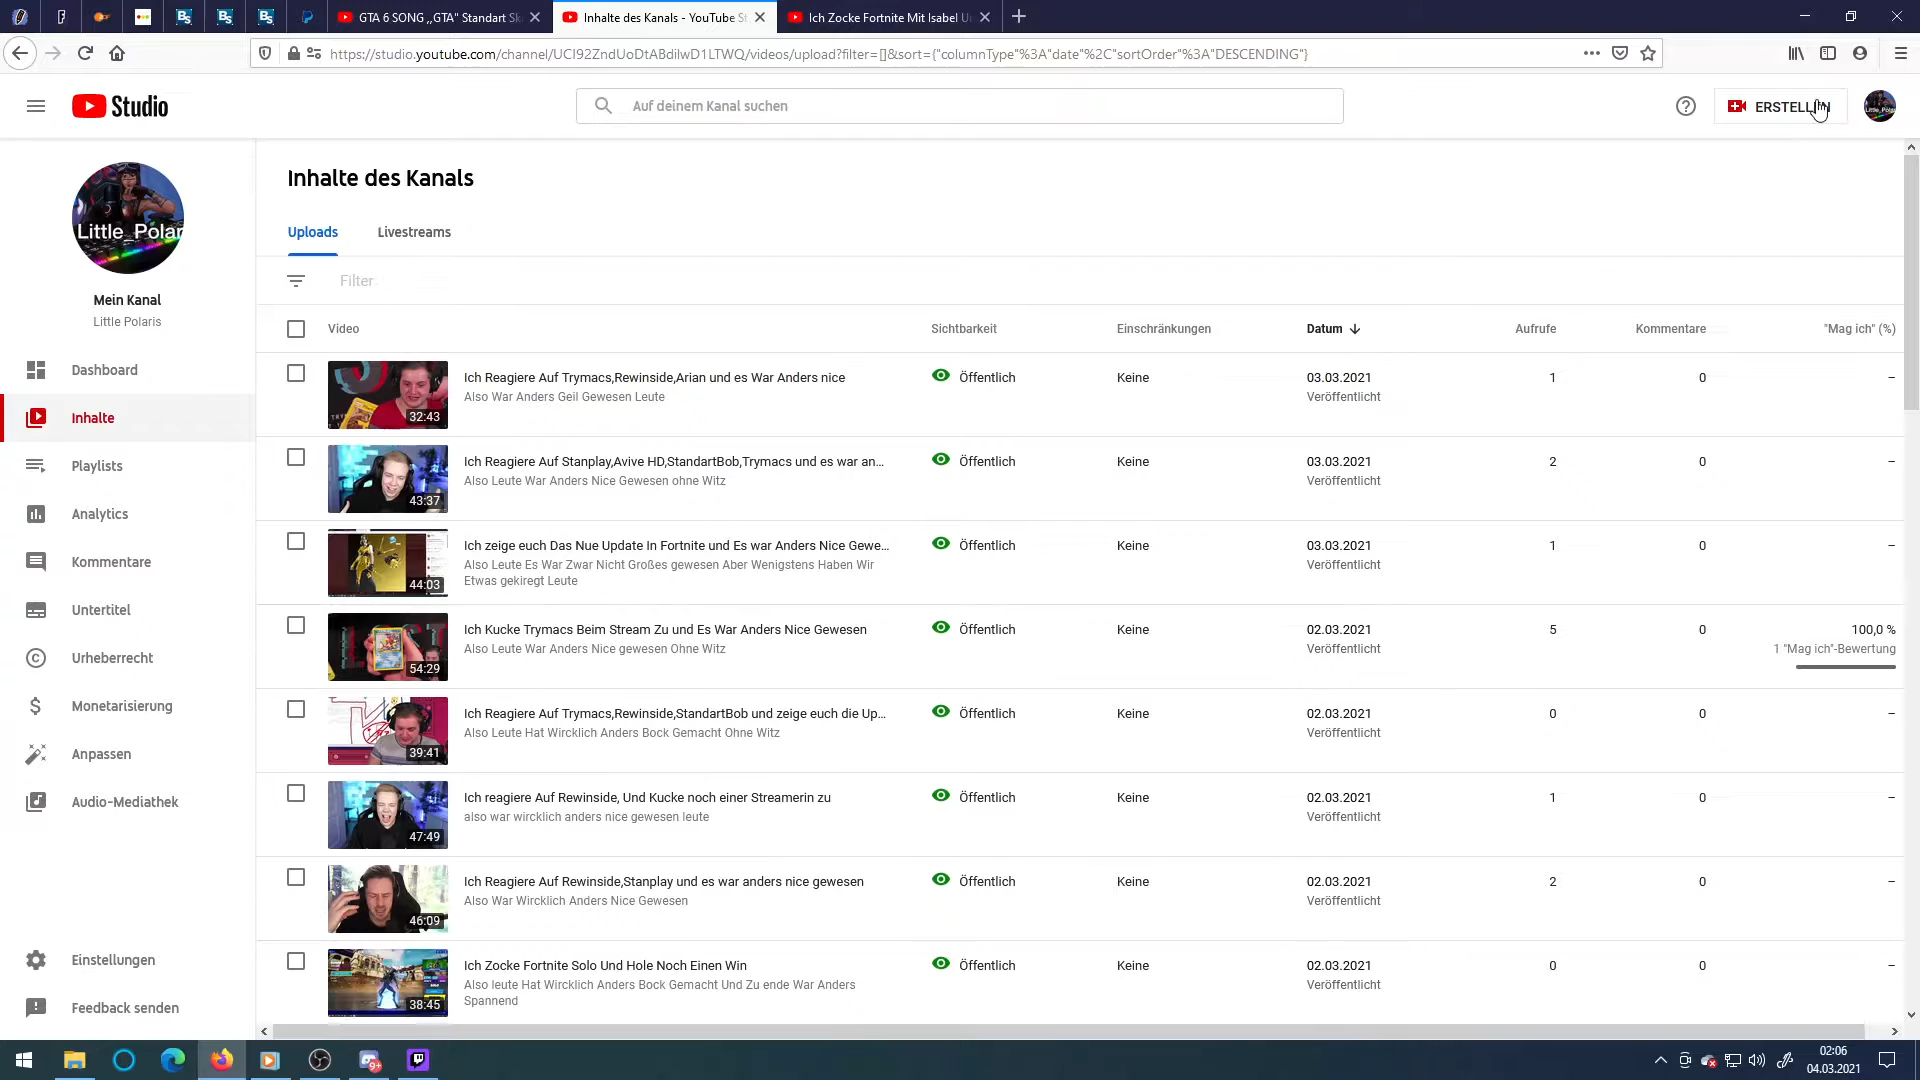 GTA 6 SONG ,,GTA" Standart Sk
Inhalte des Kanals - YouTube St
Ich Zocke Fortnite Mit Isabel U
https://studio.youtube.com/channel/UCI92ZndUoDtABdilwD1LTWQ/videos/upload?filter=[]&sort={"columnType"%3A"date"%2C"sortOrder"%3A"DESCENDING"}
Studio
Auf deinem Kanal suchen
ERSTELLEN
Inhalte des Kanals
Uploads
Livestreams
Filter
Little_Polar
Mein Kanal
Little Polaris
Dashboard
Inhalte
Playlists
Analytics
Kommentare
Untertitel
Urheberrecht
Monetarisierung
Anpassen
Audio-Mediathek
Einstellungen
Feedback senden
Video
Sichtbarkeit
Einschränkungen
Datum
Aufrufe
Kommentare
"Mag ich" (%)
32:43
Ich Reagiere Auf Trymacs,Rewinside,Arian und es War Anders nice
Also War Anders Geil Gewesen Leute
Öffentlich
Keine
03.03.2021
Veröffentlicht
1
0
–
43:37
Ich Reagiere Auf Stanplay,Avive HD,StandartBob,Trymacs und es war an...
Also Leute War Anders Nice Gewesen ohne Witz
Öffentlich
Keine
03.03.2021
Veröffentlicht
2
0
–
44:03
Ich zeige euch Das Nue Update In Fortnite und Es war Anders Nice Gewe...
Also Leute Es War Zwar Nicht Großes gewesen Aber Wenigstens Haben Wir
Etwas gekiregt Leute
Öffentlich
Keine
03.03.2021
Veröffentlicht
1
0
–
54:29
Ich Kucke Trymacs Beim Stream Zu und Es War Anders Nice Gewesen
Also Leute War Anders Nice gewesen Ohne Witz
Öffentlich
Keine
02.03.2021
Veröffentlicht
5
0
100,0 %
1 "Mag ich"-Bewertung
39:41
Ich Reagiere Auf Trymacs,Rewinside,StandartBob und zeige euch die Up...
Also Leute Hat Wircklich Anders Bock Gemacht Ohne Witz
Öffentlich
Keine
02.03.2021
Veröffentlicht
0
0
–
47:49
Ich reagiere Auf Rewinside, Und Kucke noch einer Streamerin zu
also war wircklich anders nice gewesen leute
Öffentlich
Keine
02.03.2021
Veröffentlicht
1
0
–
46:09
Ich Reagiere Auf Rewinside,Stanplay und es war anders nice gewesen
Also War Wircklich Anders Nice Gewesen
Öffentlich
Keine
02.03.2021
Veröffentlicht
2
0
–
38:45
Ich Zocke Fortnite Solo Und Hole Noch Einen Win
Also leute Hat Wircklich Anders Bock Gemacht Und Zu ende War Anders
Spannend
Öffentlich
Keine
02.03.2021
Veröffentlicht
0
0
–
9+
02:06
04.03.2021